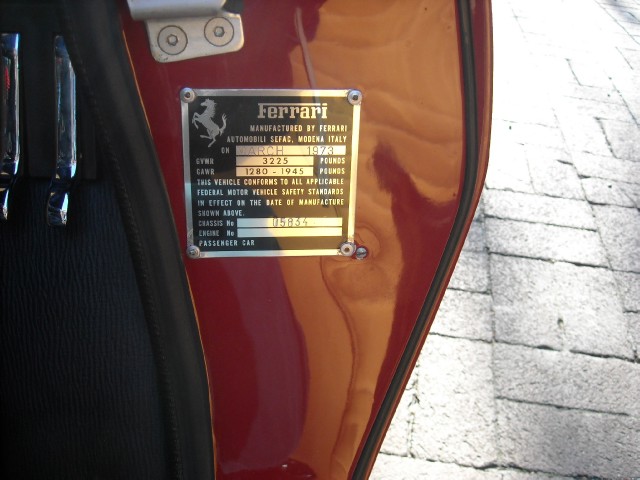 Ferrari
MANUFACTURED BY FERRARI
AUTOMOBILI SEFAC, MODENA ITALY
ON MARCH 1973
GVWR 3225 POUNDS
GAWR 1280 - 1945 POUNDS
THIS VEHICLE CONFORMS TO ALL APPLICABLE
FEDERAL MOTOR VEHICLE SAFETY STANDARDS
IN EFFECT ON THE DATE OF MANUFACTURE
SHOWN ABOVE.
CHASSIS No 05834
ENGINE No
PASSENGER CAR